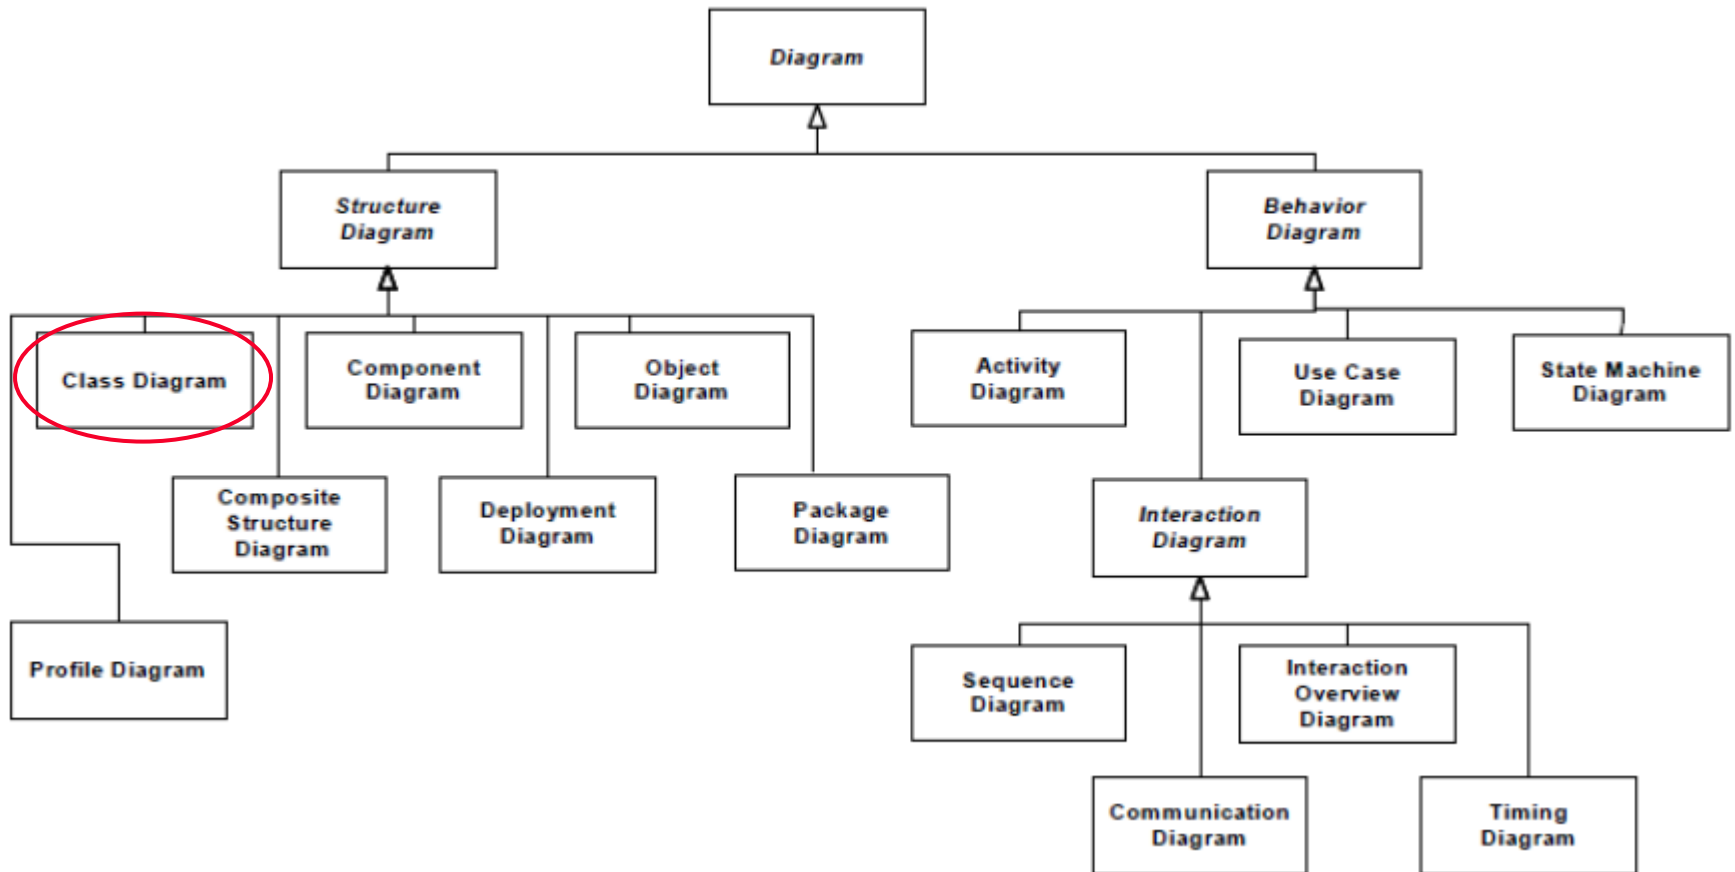 Diagram
Structure
Diagram
Behavior
Diagram
Class Diagram
Component
Diagram
Object
Diagram
Activity
Diagram
Use Case
Diagram
State Machine
Diagram
Composite
Structure
Diagram
Deployment
Diagram
Package
Diagram
Interaction
Diagram
Profile Diagram
Sequence
Diagram
Interaction
Overview
Diagram
Communication
Diagram
Timing
Diagram